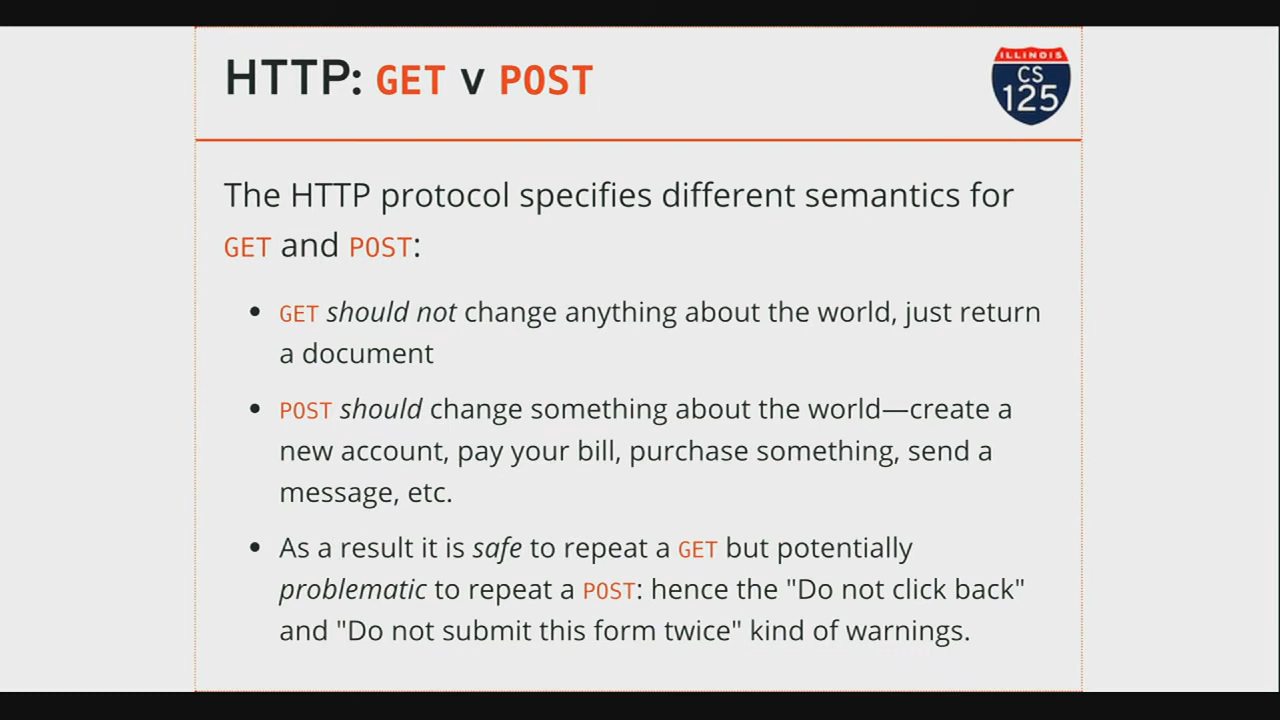 HTTP: GET v POST
ILLINOIS
CS
125
The HTTP protocol specifies different semantics for
GET and POST:
• GET should not change anything about the world, just return
a document
• POST should change something about the world—create a
new account, pay your bill, purchase something, send a
message, etc.
• As a result it is safe to repeat a GET but potentially
problematic to repeat a POST: hence the "Do not click back"
and "Do not submit this form twice" kind of warnings.